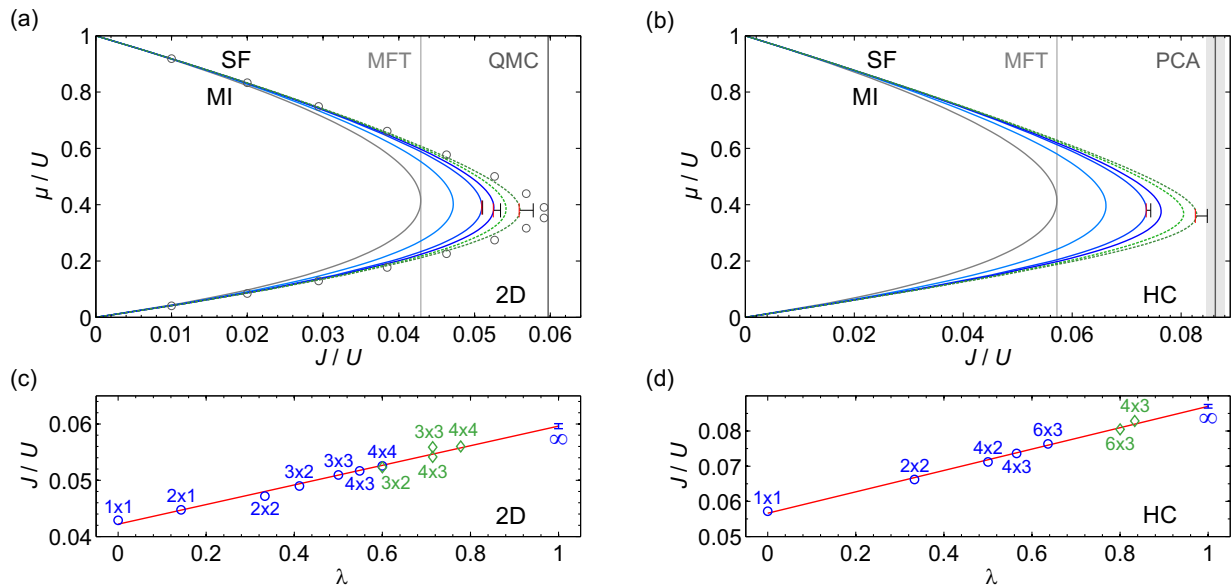 (a)
SF
MI
MFT
QMC
2D
μ / U
1
0.8
0.6
0.4
0.2
0
0
0.01
0.02
0.03
0.04
0.05
0.06
J / U
(b)
SF
MI
MFT
PCA
HC
μ / U
1
0.8
0.6
0.4
0.2
0
0
0.02
0.04
0.06
0.08
J / U
(c)
J / U
0.06
0.05
0.04
1x1
2x1
2x2
3x2
3x3
4x3
4x4
3x2
3x3
4x3
4x4
∞
2D
0
0.2
0.4
0.6
0.8
1
λ
(d)
J / U
0.08
0.07
0.06
0.05
1x1
2x2
4x2
4x3
6x3
6x3
4x3
∞
HC
0
0.2
0.4
0.6
0.8
1
λ